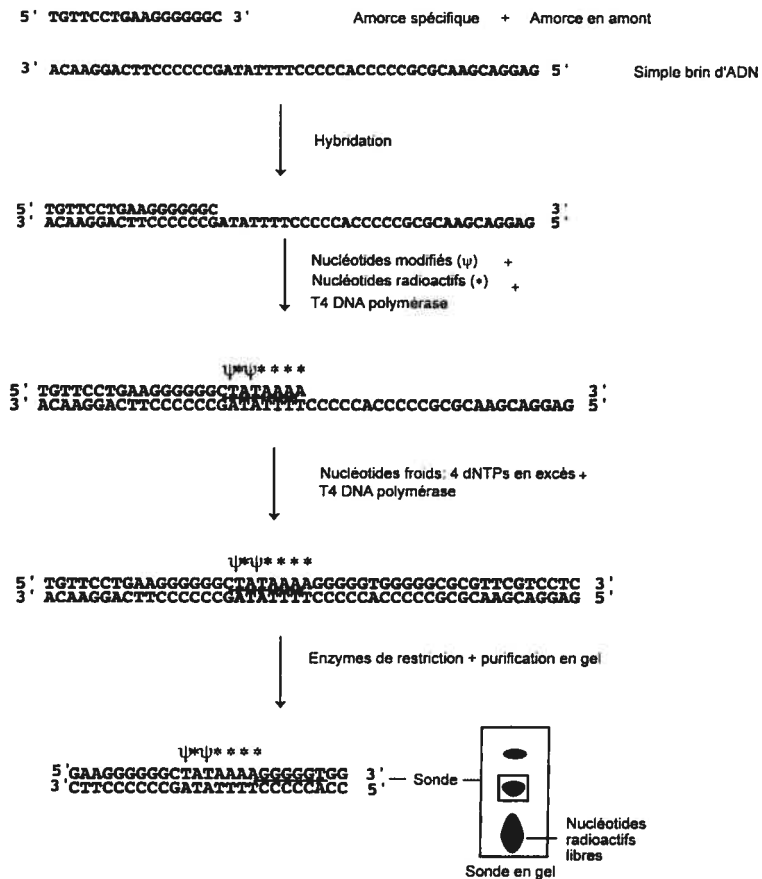 5' TGTTCCTGAAGGGGGGC 3'
Amorce spécifique + Amorce en amont
3' ACAAGGACTTCCCCCCGATATTTTCCCCCACCCCCGCGCAAGCAGGAG 5'
Simple brin d'ADN
Hybridation
5' TGTTCCTGAAGGGGGGC 3'
3' ACAAGGACTTCCCCCCGATATTTTCCCCCACCCCCGCGCAAGCAGGAG 5'
Nucléotides modifiés (ψ) +
Nucléotides radioactifs (*) +
T4 DNA polymérase
ψ*ψ****
5' TGTTCCTGAAGGGGGGCTATAAAA 3'
3' ACAAGGACTTCCCCCCGATATTTTCCCCCACCCCCGCGCAAGCAGGAG 5'
Nucléotides froids: 4 dNTPs en excès +
T4 DNA polymérase
ψ*ψ****
5' TGTTCCTGAAGGGGGGCTATAAAAGGGGGTGGGGGCGCGTTCGTCCTC 3'
3' ACAAGGACTTCCCCCCGATATTTTCCCCCACCCCCGCGCAAGCAGGAG 5'
Enzymes de restriction + purification en gel
ψ*ψ****
5' GAAGGGGGGCTATAAAAGGGGGTGG 3'
3' CTTCCCCCCGATATTTTCCCCCACC 5'
Sonde
Nucléotides
radioactifs
libres
Sonde en gel